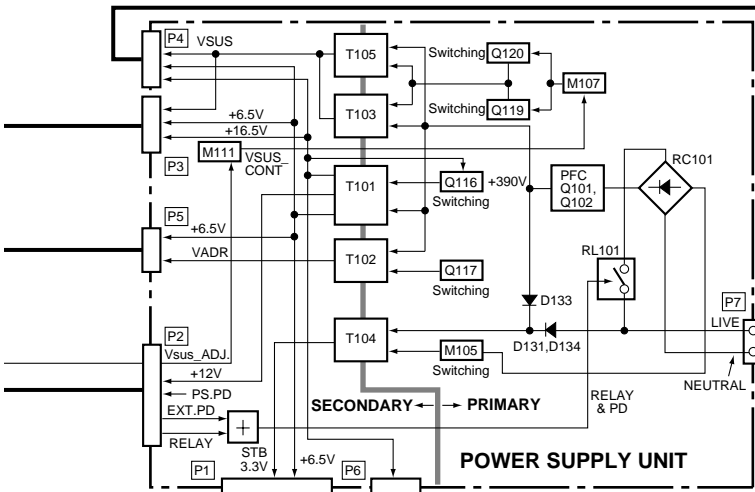 P4
VSUS
T105
Switching
Q120
M107
Switching
Q119
T103
+6.5V
+16.5V
P3
M111
VSUS_
CONT
T101
Q116
Switching
+390V
PFC
Q101,
Q102
RC101
P5
+6.5V
VADR
T102
Q117
Switching
RL101
D133
D131,D134
P7
LIVE
NEUTRAL
P2
Vsus_ADJ.
T104
M105
Switching
+12V
PS.PD
EXT.PD
RELAY
+
SECONDARY
PRIMARY
RELAY
& PD
STB
3.3V
+6.5V
P1
P6
POWER SUPPLY UNIT